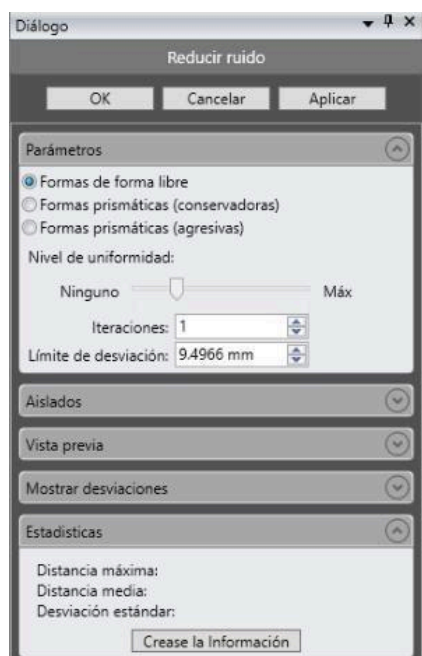 Diálogo
Reducir ruido
OK Cancelar Aplicar
Parámetros
Formas de forma libre
Formas prismáticas (conservadoras)
Formas prismáticas (agresivas)
Nivel de uniformidad:
Ninguno Máx
Iteraciones: 1
Límite de desviación: 9.4966 mm
Aislados
Vista previa
Mostrar desviaciones
Estadisticas
Distancia máxima:
Distancia media:
Desviación estándar:
Crease la Información